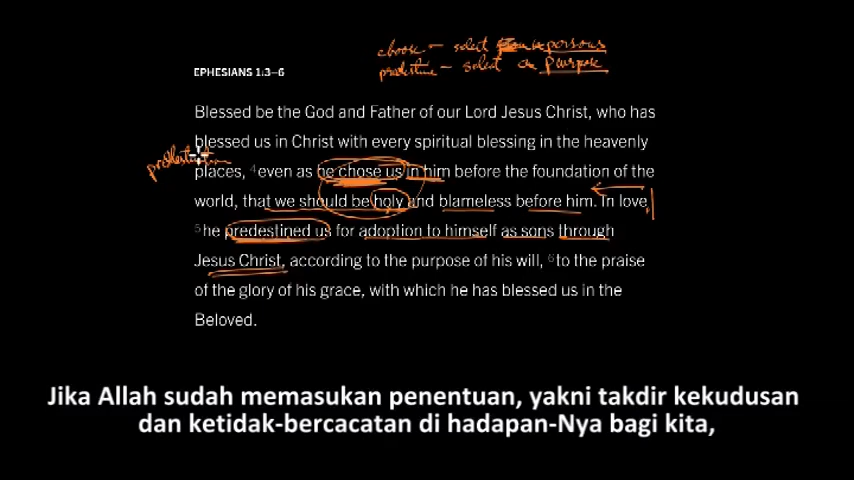 choose – select persons
predestine – select a purpose
EPHESIANS 1:3–6
Blessed be the God and Father of our Lord Jesus Christ, who has
blessed us in Christ with every spiritual blessing in the heavenly
predestination
places, 4 even as he chose us in him before the foundation of the
world, that we should be holy and blameless before him. In love
5 he predestined us for adoption to himself as sons through
Jesus Christ, according to the purpose of his will, 6 to the praise
of the glory of his grace, with which he has blessed us in the
Beloved.
Jika Allah sudah memasukan penentuan, yakni takdir kekudusan
dan ketidak-bercacatan di hadapan-Nya bagi kita,